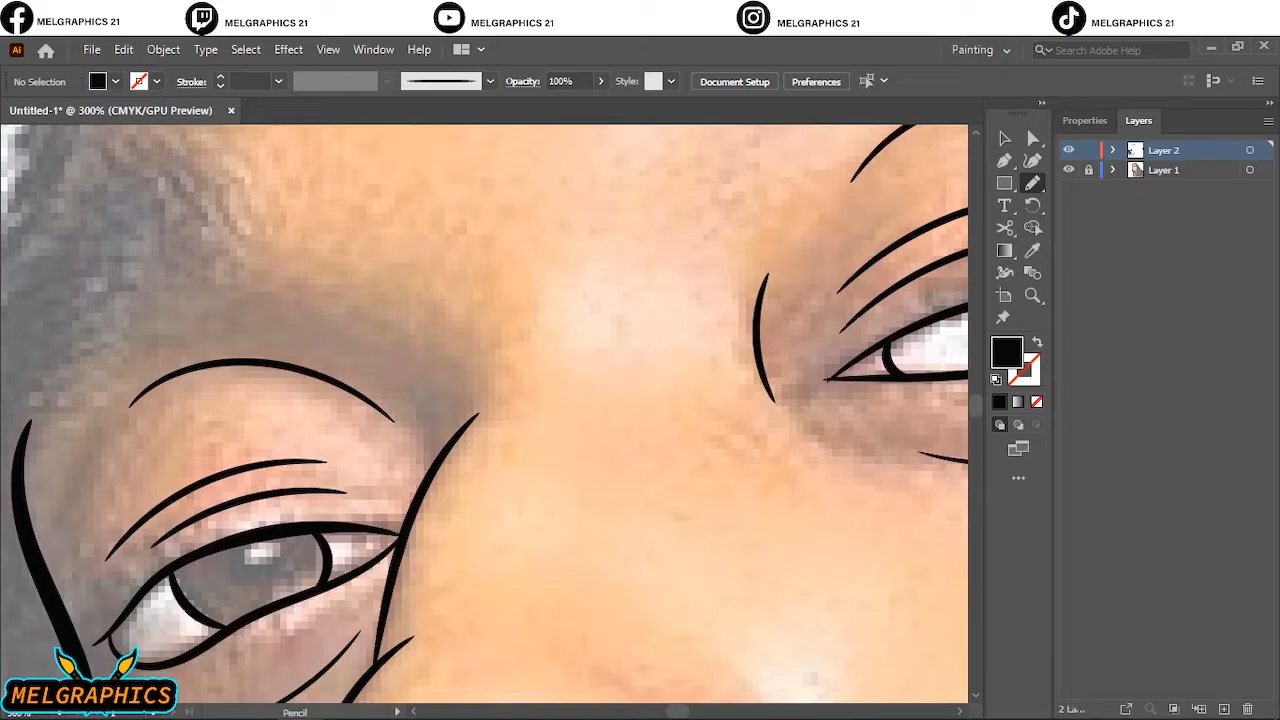 MELGRAPHICS 21 MELGRAPHICS 21 MELGRAPHICS 21 MELGRAPHICS 21 MELGRAPHICS 21
Ai File Edit Object Type Select Effect View Window Help Painting Search Adobe Help
No Selection Stroke: Opacity: 100% Style: Document Setup Preferences
Untitled-1* @ 300% (CMYK/GPU Preview)
Properties Layers
Layer 2
Layer 1
MELGRAPHICS
Pencil
2 La...